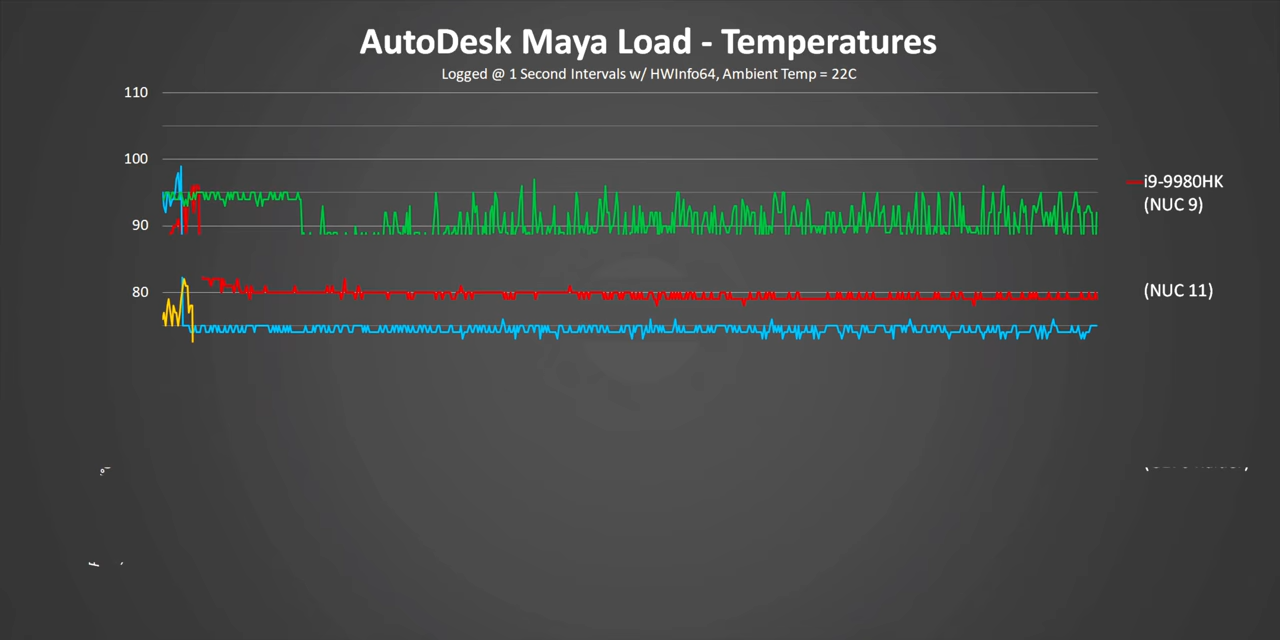 AutoDesk Maya Load - Temperatures
Logged @ 1 Second Intervals w/ HWInfo64, Ambient Temp = 22C
110
100
90
80
i9-9980HK
(NUC 9)
(NUC 11)